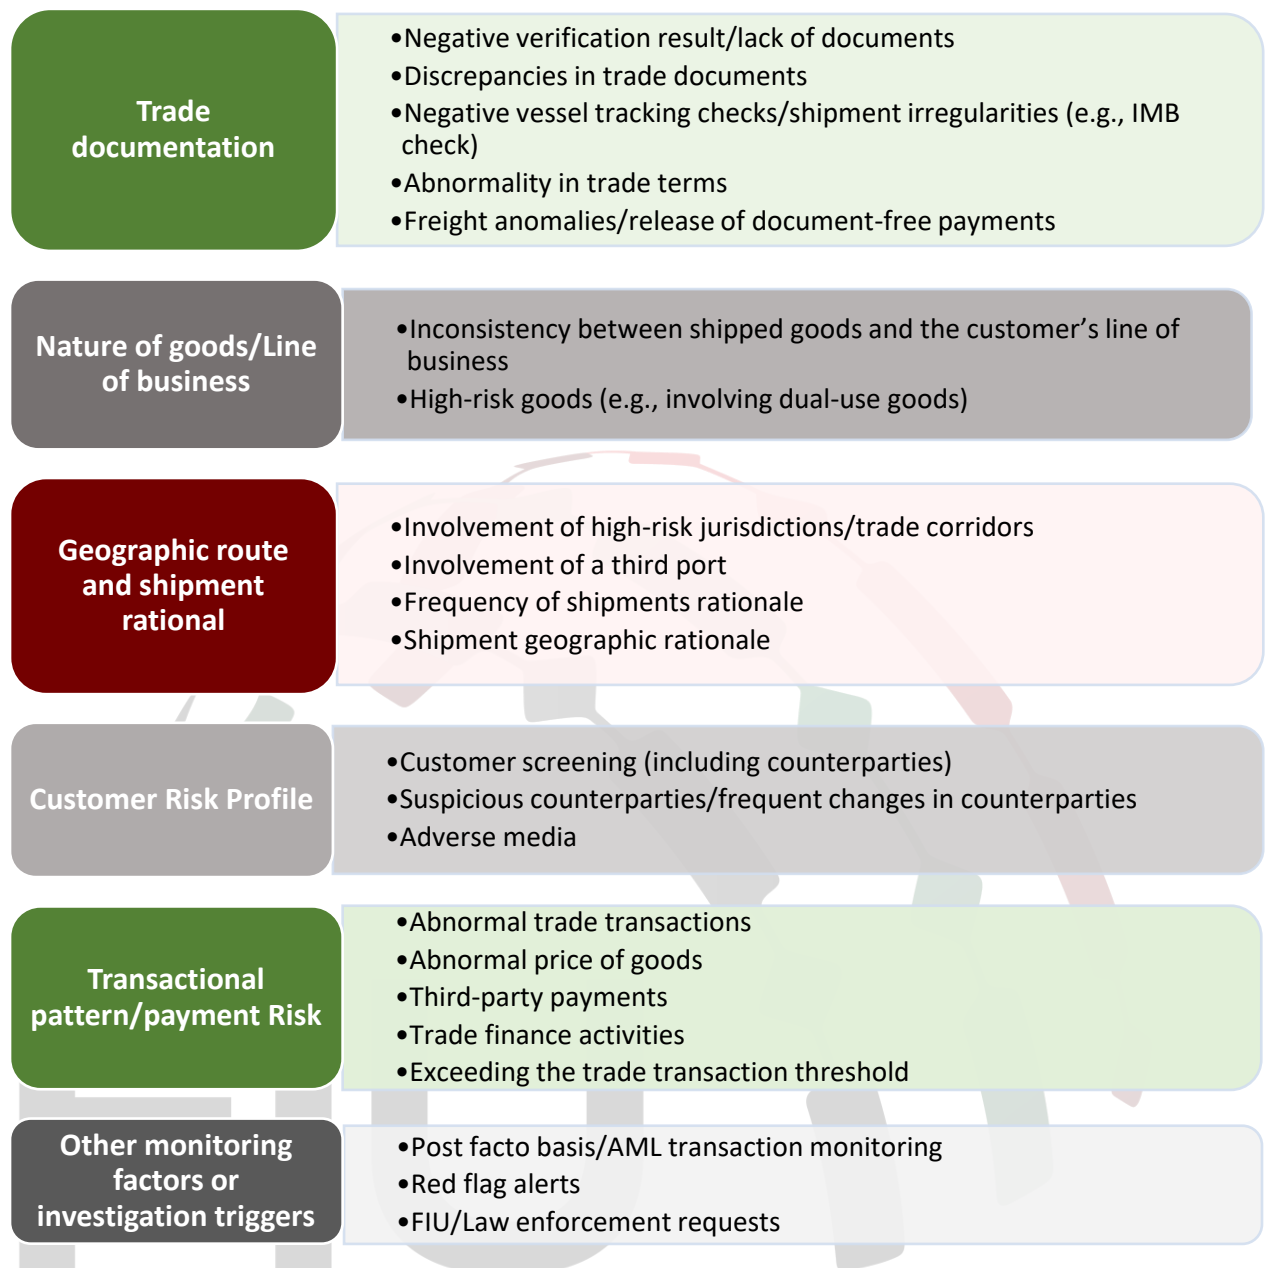 Trade
documentation
•Negative verification result/lack of documents
•Discrepancies in trade documents
•Negative vessel tracking checks/shipment irregularities (e.g., IMB
check)
•Abnormality in trade terms
•Freight anomalies/release of document-free payments
Nature of goods/Line
of business
•Inconsistency between shipped goods and the customer’s line of
business
•High-risk goods (e.g., involving dual-use goods)
Geographic route
and shipment
rational
•Involvement of high-risk jurisdictions/trade corridors
•Involvement of a third port
•Frequency of shipments rationale
•Shipment geographic rationale
Customer Risk Profile
•Customer screening (including counterparties)
•Suspicious counterparties/frequent changes in counterparties
•Adverse media
Transactional
pattern/payment Risk
•Abnormal trade transactions
•Abnormal price of goods
•Third-party payments
•Trade finance activities
•Exceeding the trade transaction threshold
Other monitoring
factors or
investigation triggers
•Post facto basis/AML transaction monitoring
•Red flag alerts
•FIU/Law enforcement requests